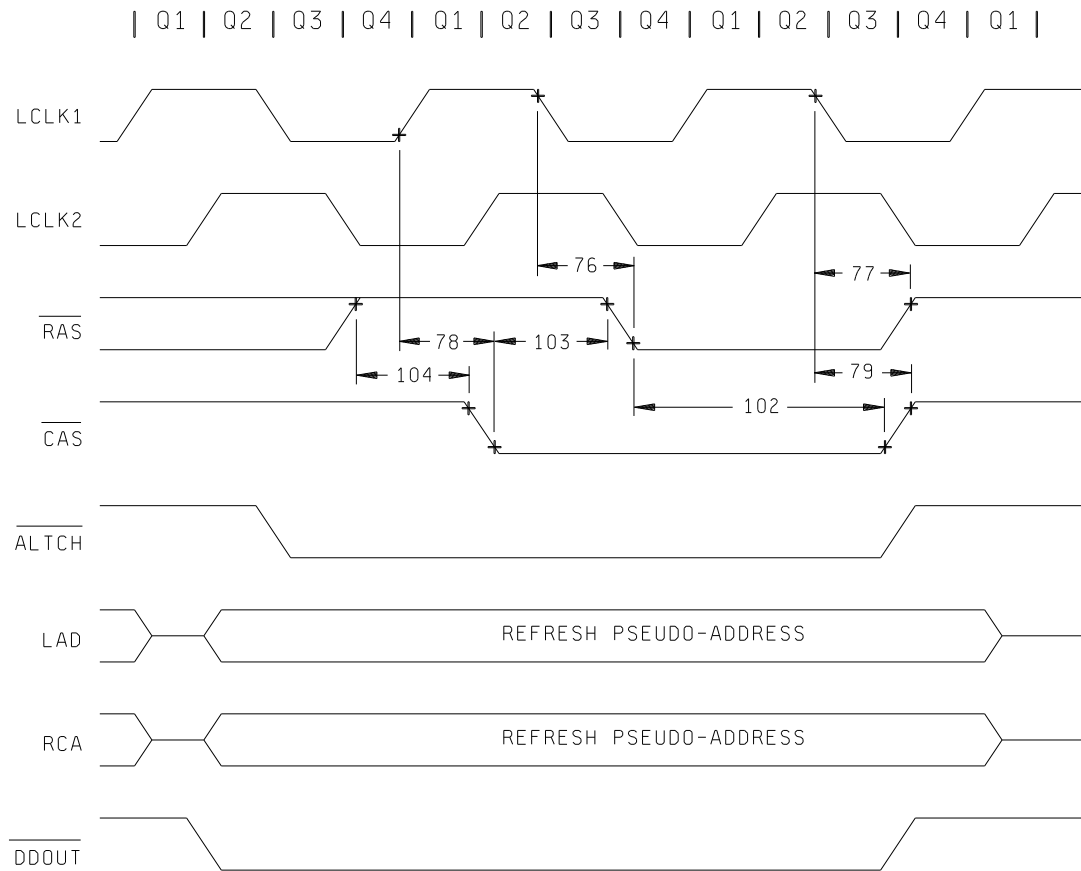 Q1 Q2 Q3 Q4 Q1 Q2 Q3 Q4 Q1 Q2 Q3 Q4 Q1
LCLK1
LCLK2
76
77
RAS
78
103
104
79
102
CAS
ALTCH
LAD
REFRESH PSEUDO-ADDRESS
RCA
REFRESH PSEUDO-ADDRESS
DDOUT